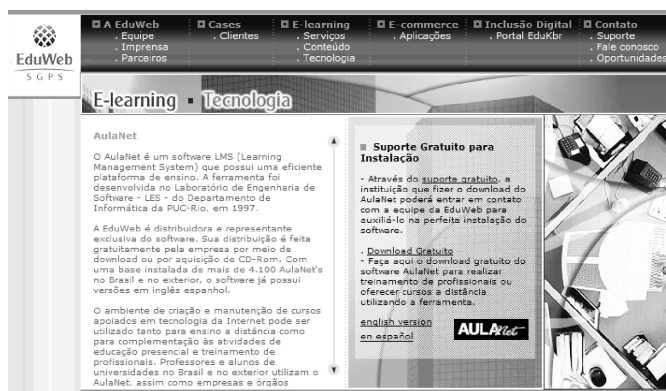 EduWeb
SGPS
A EduWeb
. Equipe
. Imprensa
. Parceiros
Cases
. Clientes
E-learning
. Serviços
. Conteúdo
. Tecnologia
E-commerce
. Aplicações
Inclusão Digital
. Portal EduKbr
Contato
. Suporte
. Fale conosco
. Oportunidades
E-learning ▪ Tecnologia
AulaNet
O AulaNet é um software LMS (Learning
Management System) que possui uma eficiente
plataforma de ensino. A ferramenta foi
desenvolvida no Laboratório de Engenharia de
Software - LES - do Departamento de
Informática da PUC-Rio, em 1997.
A EduWeb é distribuidora e representante
exclusiva do software. Sua distribuição é feita
gratuitamente pela empresa por meio de
download ou por aquisição de CD-Rom. Com
uma base instalada de mais de 4.100 AulaNet's
no Brasil e no exterior, o software já possui
versões em inglês espanhol.
O ambiente de criação e manutenção de cursos
apoiados em tecnologia da Internet pode ser
utilizado tanto para ensino a distância como
para complementação às atividades de
educação presencial e treinamento de
profissionais. Professores e alunos de
universidades no Brasil e no exterior utilizam o
AulaNet, assim como empresas e órgãos
Suporte Gratuito para
Instalação
- Através do suporte gratuito, a
instituição que fizer o download do
AulaNet poderá entrar em contato
com a equipe da EduWeb para
auxiliá-lo na perfeita instalação do
software.
. Download Gratuito
- Faça aqui o download gratuito do
software AulaNet para realizar
treinamento de profissionais ou
oferecer cursos a distância
utilizando a ferramenta.
english version
en español
AULANet